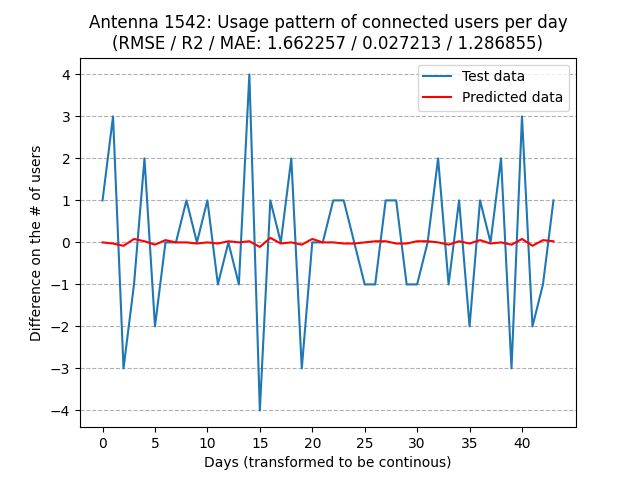 Antenna 1542: Usage pattern of connected users per day
(RMSE / R2 / MAE: 1.662257 / 0.027213 / 1.286855)
Test data
Predicted data
Difference on the # of users
4
3
2
1
0
−1
−2
−3
−4
0 5 10 15 20 25 30 35 40
Days (transformed to be continous)